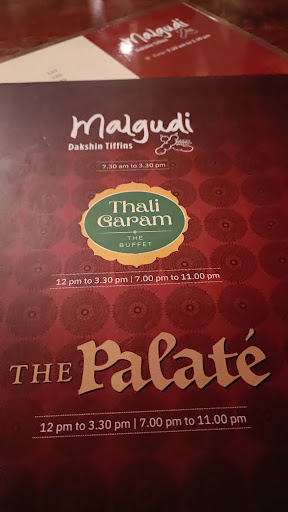 Malgudi
Dakshin Tiffins
7.30 am to 3.30 pm
Malgudi
Thali
Garam
THE
BUFFET
12 pm to 3.30 pm | 7.00 pm to 11.00 pm
THE Palaté
12 pm to 3.30 pm | 7.00 pm to 11.00 pm